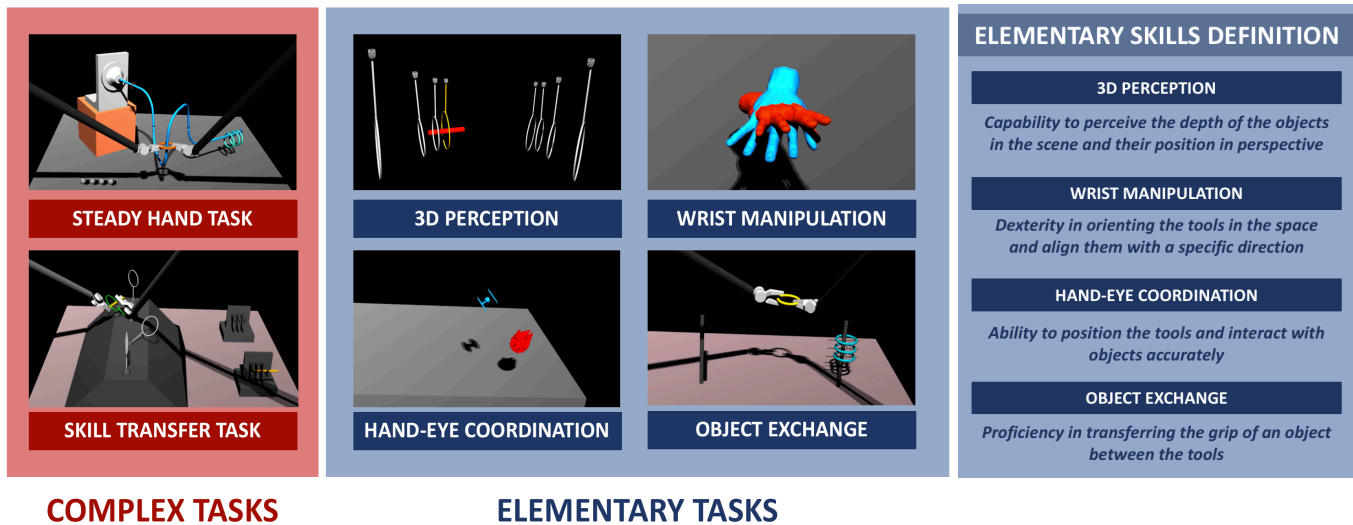 STEADY HAND TASK
SKILL TRANSFER TASK
COMPLEX TASKS
3D PERCEPTION
WRIST MANIPULATION
HAND-EYE COORDINATION
OBJECT EXCHANGE
ELEMENTARY TASKS
ELEMENTARY SKILLS DEFINITION
3D PERCEPTION
Capability to perceive the depth of the objects
in the scene and their position in perspective
WRIST MANIPULATION
Dexterity in orienting the tools in the space
and align them with a specific direction
HAND-EYE COORDINATION
Ability to position the tools and interact with
objects accurately
OBJECT EXCHANGE
Proficiency in transferring the grip of an object
between the tools